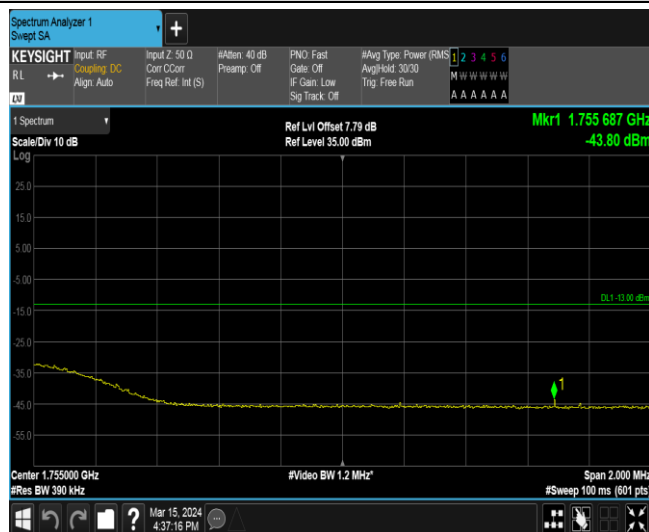 Spectrum Analyzer 1
Swept SA
+
KEYSIGHT Input: RF Input Z: 50 Ω #Atten: 40 dB PNO: Fast #Avg Type: Power (RMS 1 2 3 4 5 6
RL Coupling: DC Corr CCorr Preamp: Off Gate: Off Avg|Hold: 30/30 M W W W W W
Align: Auto Freq Ref: Int (S) IF Gain: Low Trig: Free Run
LXI Sig Track: Off A A A A A A
1 Spectrum
Ref Lvl Offset 7.79 dB Mkr1 1.755 687 GHz
Scale/Div 10 dB Ref Level 35.00 dBm -43.80 dBm
Log
25.0
15.0
5.00
-5.00
DL1 -13.00 dBm
-15.0
-25.0
-35.0
1
-45.0
-55.0
Center 1.755000 GHz #Video BW 1.2 MHz* Span 2.000 MHz
#Res BW 390 kHz #Sweep 100 ms (601 pts)
? Mar 15, 2024
4:37:16 PM